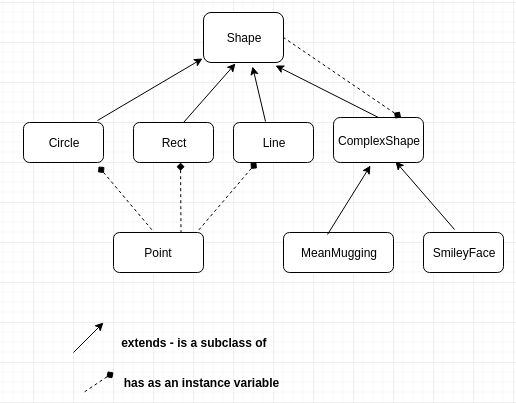 Shape
Circle
Rect
Line
ComplexShape
Point
MeanMugging
SmileyFace
extends - is a subclass of
has as an instance variable